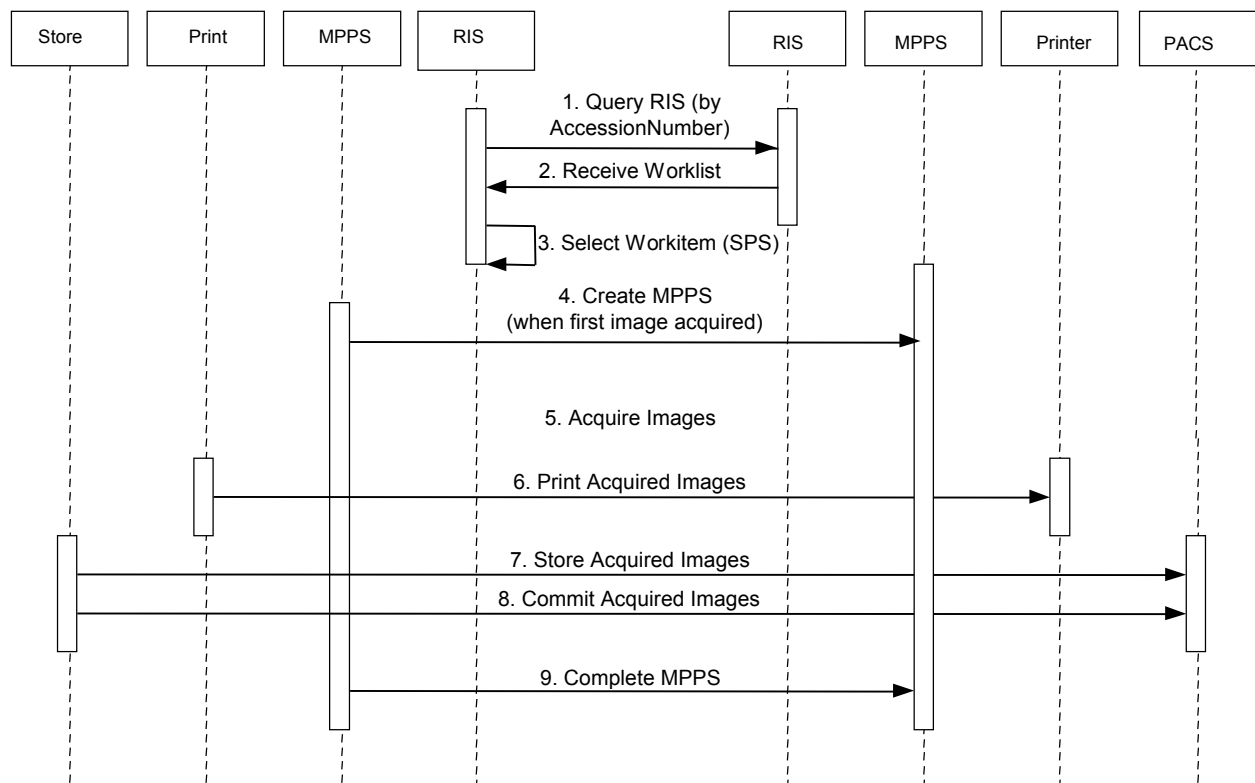 Store
Print
MPPS
RIS
RIS
MPPS
Printer
PACS
1. Query RIS (by
AccessionNumber)
2. Receive Worklist
3. Select Workitem (SPS)
4. Create MPPS
(when first image acquired)
5. Acquire Images
6. Print Acquired Images
7. Store Acquired Images
8. Commit Acquired Images
9. Complete MPPS